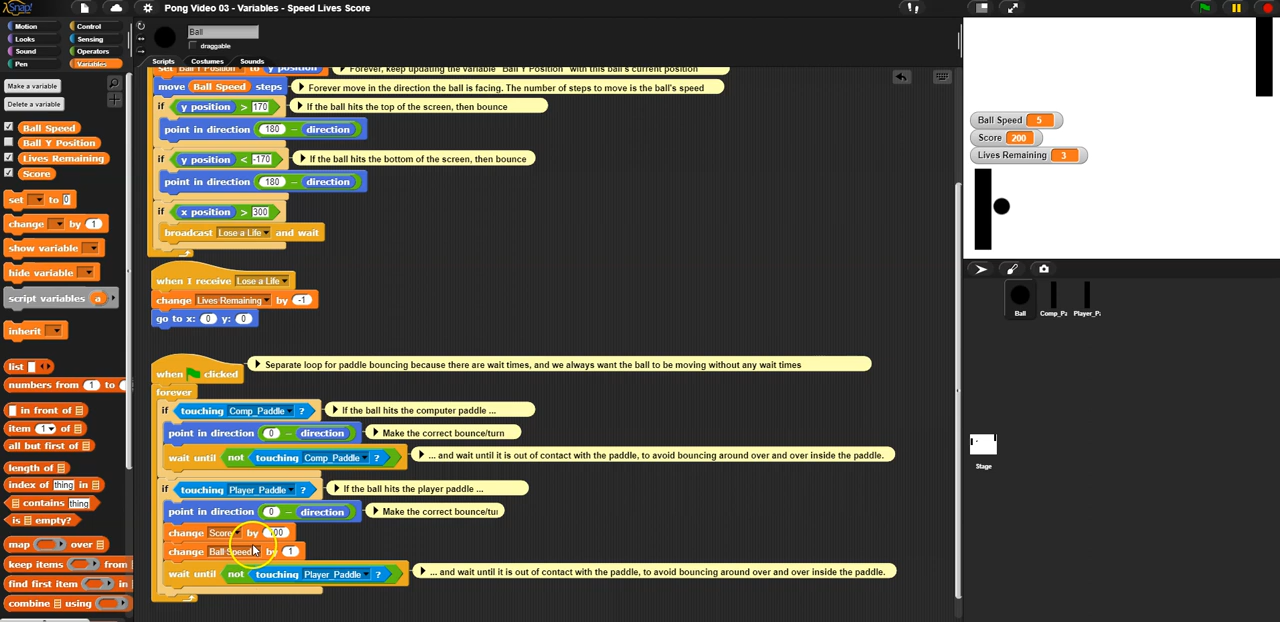 Snap!
Pong Video 03 - Variables - Speed Lives Score
Motion
Control
Looks
Sensing
Sound
Operators
Pen
Variables
Make a variable
Delete a variable
Ball Speed
Ball Y Position
Lives Remaining
Score
set to 0
change by 1
show variable
hide variable
script variables a
inherit
list
numbers from 1 to
in front of
item 1 of
all but first of
length of
index of thing in
contains thing
is empty?
map over
keep items from
find first item in
combine using
Ball
draggable
Scripts Costumes Sounds
set Ball Y Position to y position
Forever, keep updating the variable "Ball Y Position" with this ball's current position
move Ball Speed steps
Forever move in the direction the ball is facing. The number of steps to move is the ball's speed
if y position > 170
If the ball hits the top of the screen, then bounce
point in direction 180 - direction
if y position < -170
If the ball hits the bottom of the screen, then bounce
point in direction 180 - direction
if x position > 300
broadcast Lose a Life and wait
when I receive Lose a Life
change Lives Remaining by -1
go to x: 0 y: 0
when clicked
Separate loop for paddle bouncing because there are wait times, and we always want the ball to be moving without any wait times
forever
if touching Comp_Paddle ?
If the ball hits the computer paddle ...
point in direction 0 - direction
Make the correct bounce/turn
wait until not touching Comp_Paddle ?
... and wait until it is out of contact with the paddle, to avoid bouncing around over and over inside the paddle.
if touching Player_Paddle ?
If the ball hits the player paddle ...
point in direction 0 - direction
Make the correct bounce/tu
change Score by 100
change Ball Speed by 1
wait until not touching Player_Paddle ?
... and wait until it is out of contact with the paddle, to avoid bouncing around over and over inside the paddle.
Ball Speed 5
Score 200
Lives Remaining 3
Ball
Comp_Pa
Player_Pa
Stage